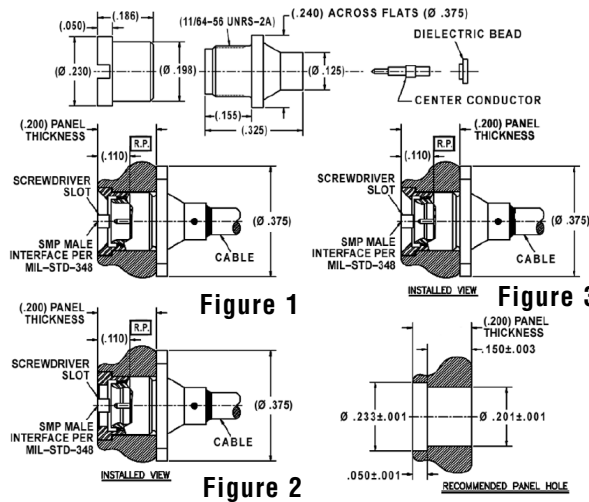 (.050)
(.186)
(Ø .230)
(Ø .198)
(11/64-56 UNRS-2A)
(.240) ACROSS FLATS (Ø .375)
(Ø .125)
(.155)
(.325)
DIELECTRIC BEAD
CENTER CONDUCTOR
(.200) PANEL
THICKNESS
(.110)
R.P.
SCREWDRIVER
SLOT
SMP MALE
INTERFACE PER
MIL-STD-348
(Ø .375)
CABLE
Figure 1
(.200) PANEL
THICKNESS
(.110)
R.P.
SCREWDRIVER
SLOT
SMP MALE
INTERFACE PER
MIL-STD-348
(Ø .375)
CABLE
INSTALLED VIEW
Figure 3
(.200) PANEL
THICKNESS
(.110)
R.P.
SCREWDRIVER
SLOT
SMP MALE
INTERFACE PER
MIL-STD-348
(Ø .375)
CABLE
INSTALLED VIEW
Figure 2
(.200) PANEL
THICKNESS
.150±.003
Ø .233±.001
Ø .201±.001
.050±.001
RECOMMENDED PANEL HOLE